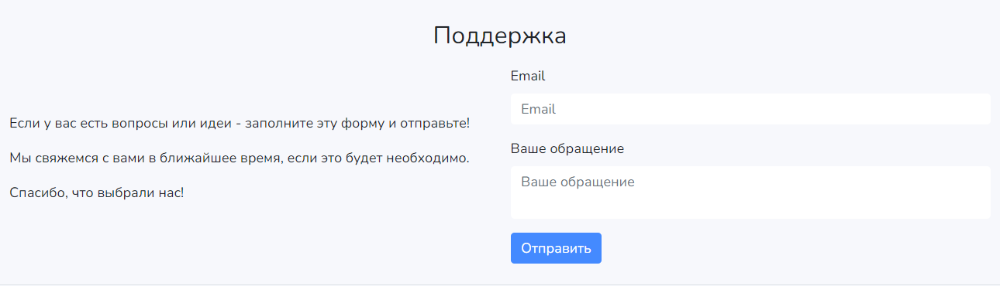 Поддержка
Если у вас есть вопросы или идеи - заполните эту форму и отправьте!
Мы свяжемся с вами в ближайшее время, если это будет необходимо.
Спасибо, что выбрали нас!
Email
Email
Ваше обращение
Ваше обращение
Отправить